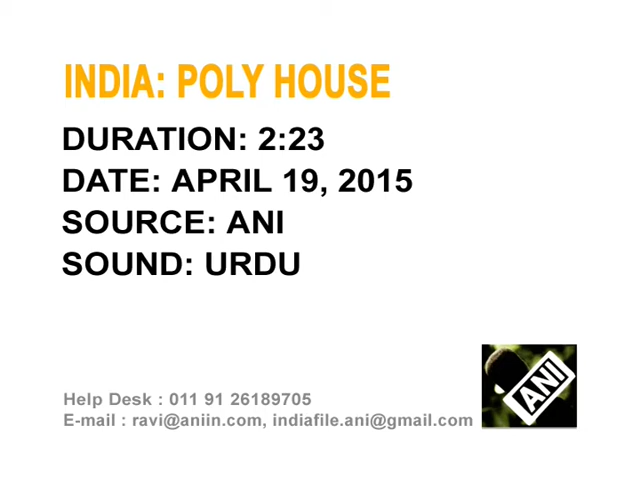 INDIA: POLY HOUSE
DURATION: 2:23
DATE: APRIL 19, 2015
SOURCE: ANI
SOUND: URDU
Help Desk : 011 91 26189705
E-mail : ravi@aniin.com, indiafile.ani@gmail.com
ANI